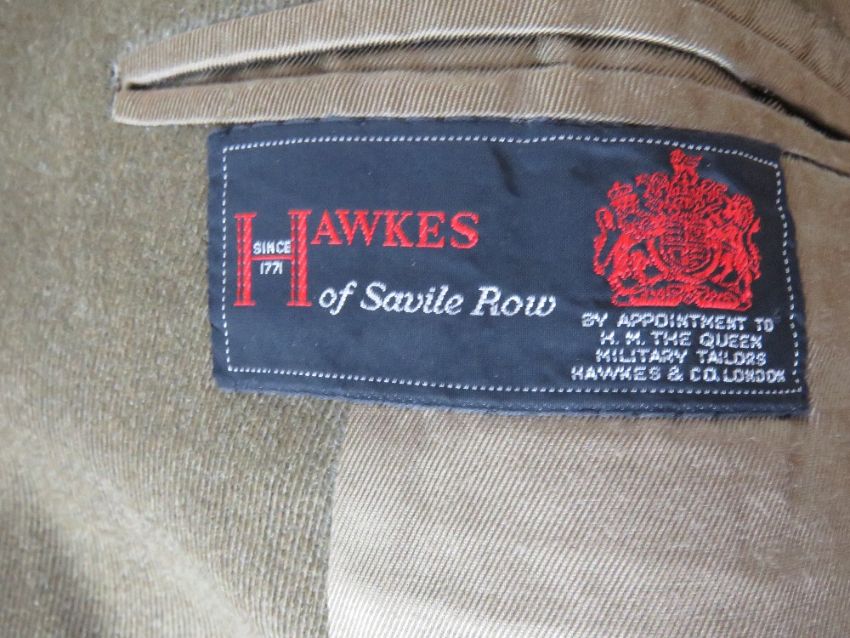 HAWKES
SINCE
1771
of Savile Row
BY APPOINTMENT TO
H. M. THE QUEEN
MILITARY TAILORS
HAWKES & CO. LONDON